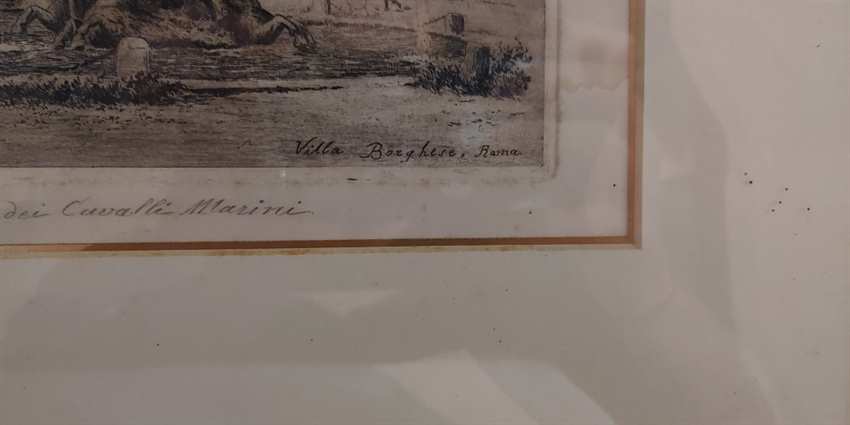 Villa Borghese, Roma.
dei Cavalli Marini